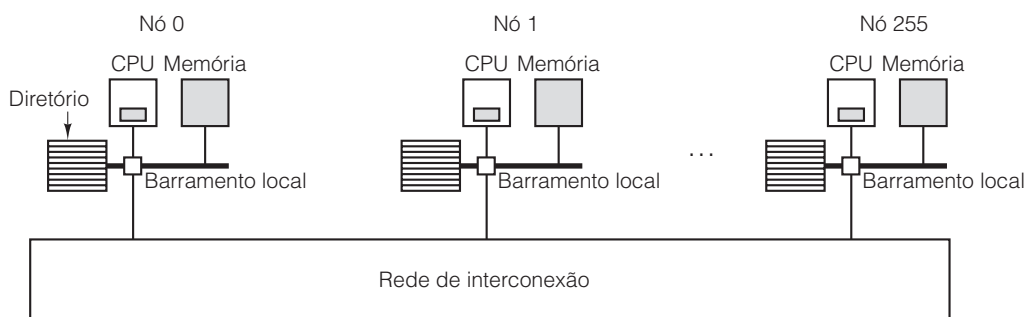 Nó 0
Nó 1
Nó 255
CPU Memória
CPU Memória
CPU Memória
Diretório
...
Barramento local
Barramento local
Barramento local
Rede de interconexão